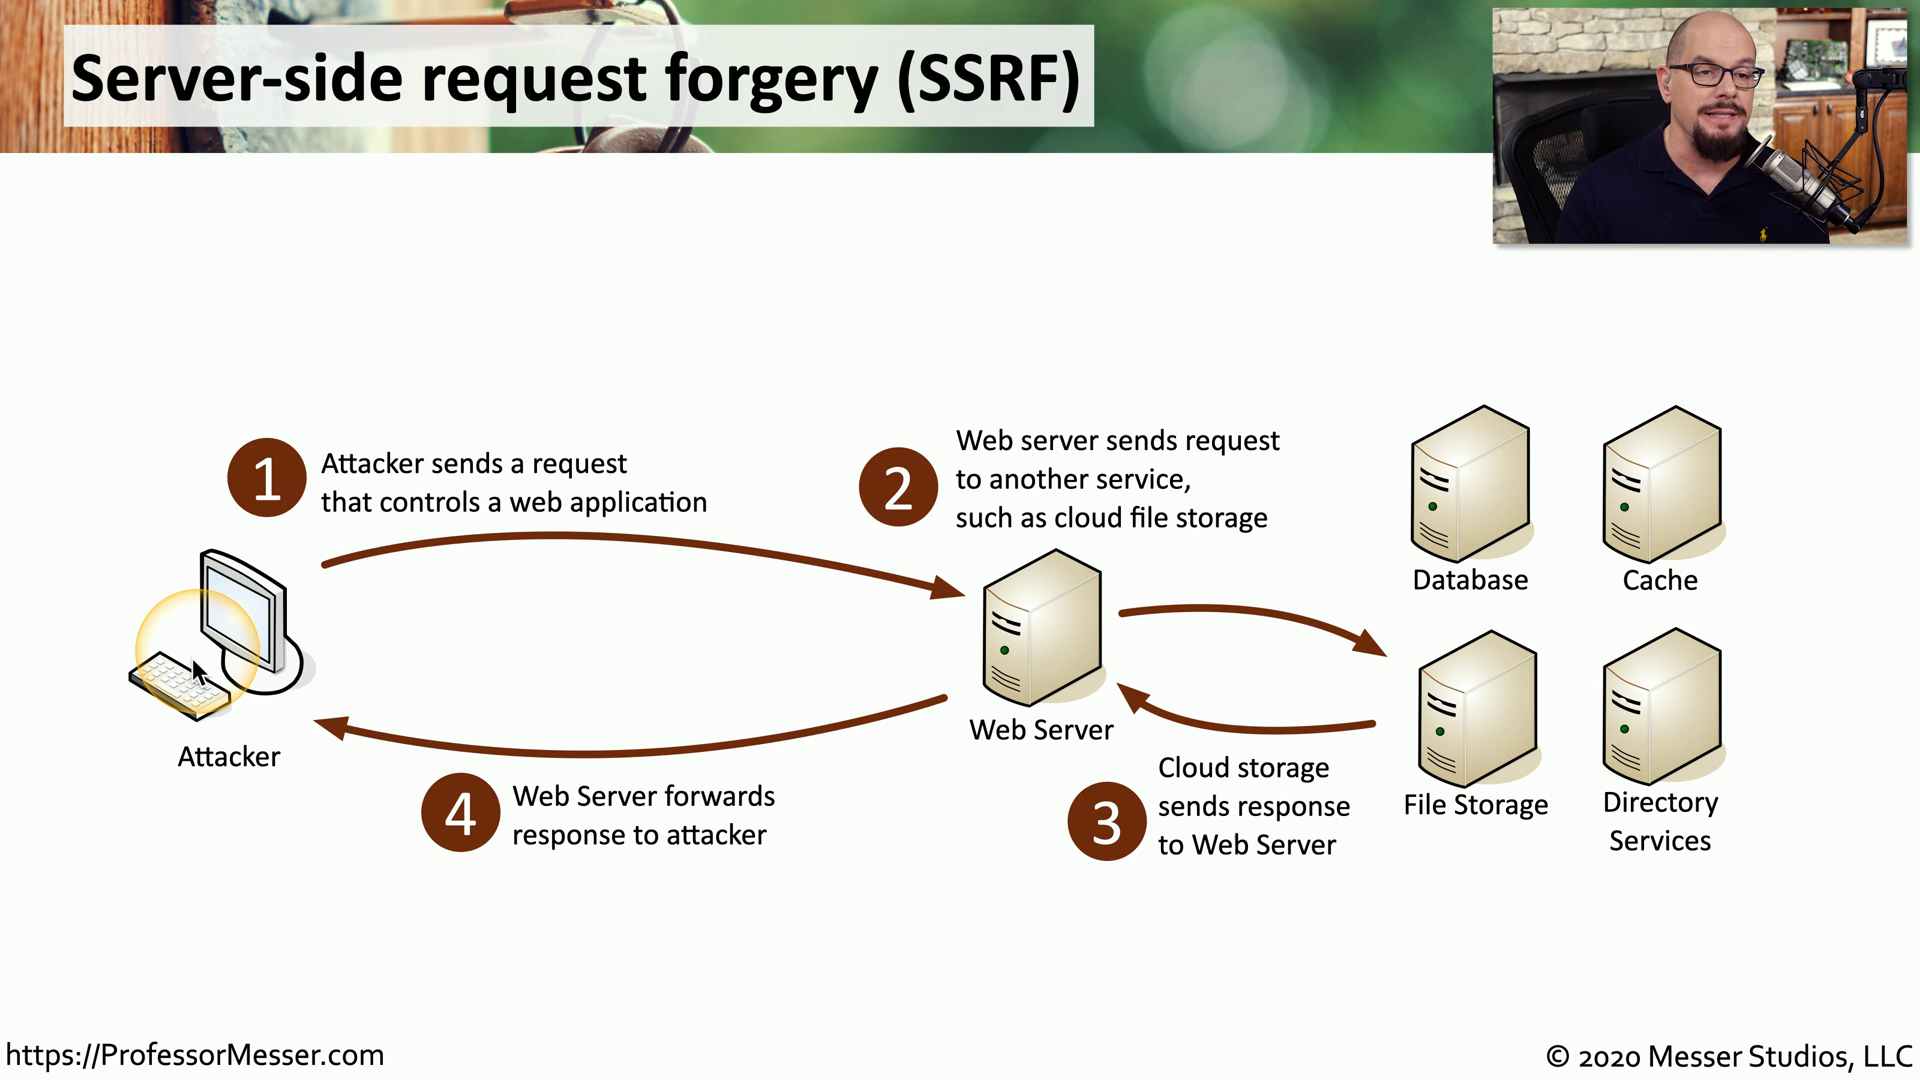 Server-side request forgery (SSRF)
1
Attacker sends a request
that controls a web application
2
Web server sends request
to another service,
such as cloud file storage
Database
Cache
Attacker
Web Server
File Storage
Directory
Services
3
Cloud storage
sends response
to Web Server
4
Web Server forwards
response to attacker
https://ProfessorMesser.com
© 2020 Messer Studios, LLC